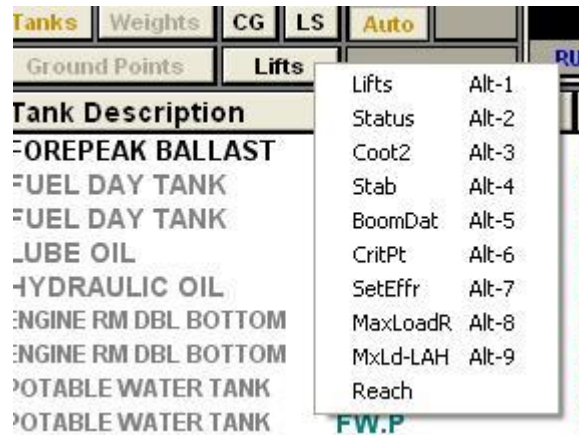 Tanks Weights CG LS Auto
Ground Points Lifts RU
Tank Description
FOREPEAK BALLAST
FUEL DAY TANK
FUEL DAY TANK
LUBE OIL
HYDRAULIC OIL
ENGINE RM DBL BOTTOM
ENGINE RM DBL BOTTOM
POTABLE WATER TANK
POTABLE WATER TANK FW.P
Lifts Alt-1
Status Alt-2
Coot2 Alt-3
Stab Alt-4
BoomDat Alt-5
CritPt Alt-6
SetEffr Alt-7
MaxLoadR Alt-8
MxLd-LAH Alt-9
Reach